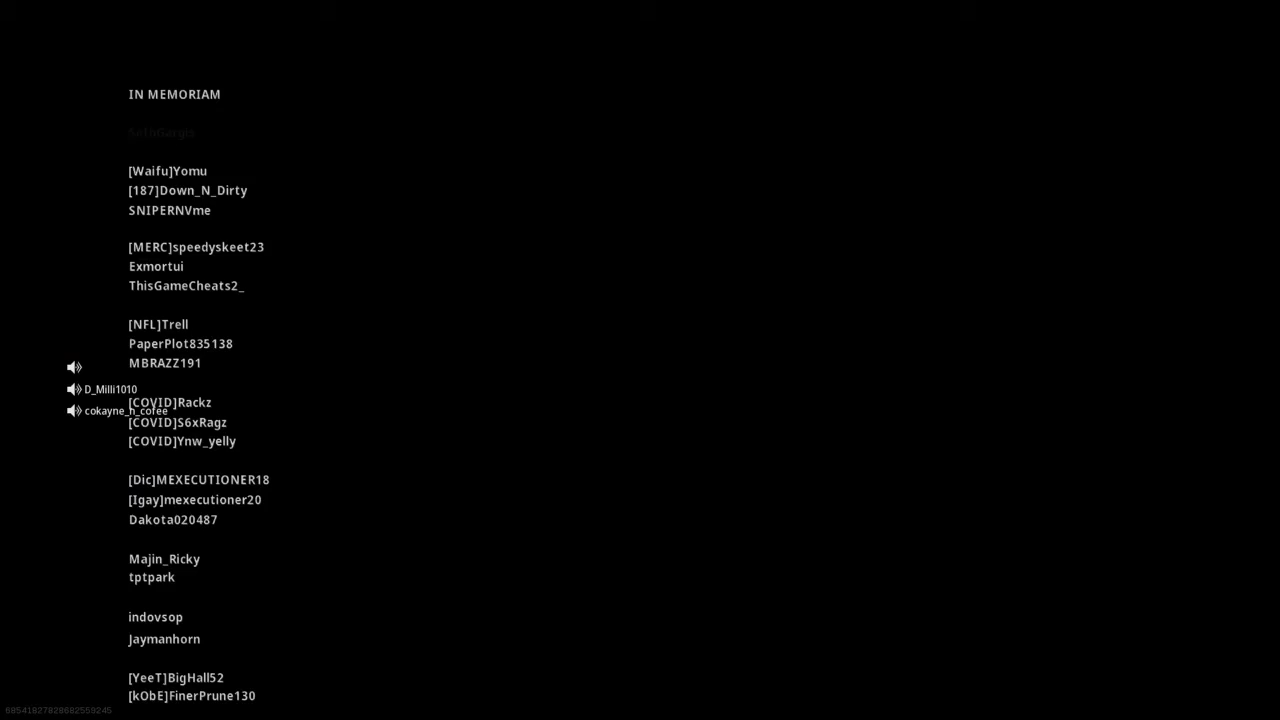 IN MEMORIAM
[Waifu]Yomu
[187]Down_N_Dirty
SNIPERNVme
[MERC]speedyskeet23
Exmortui
ThisGameCheats2_
[NFL]Trell
PaperPlot835138
MBRAZZ191
D_Milli1010
[COVID]Rackz
cokayne_h_cofee
[COVID]S6xRagz
[COVID]Ynw_yelly
[Dic]MEXECUTIONER18
[Igay]mexecutioner20
Dakota020487
Majin_Ricky
tptpark
indovsop
Jaymanhorn
[YeeT]BigHall52
[kObE]FinerPrune130